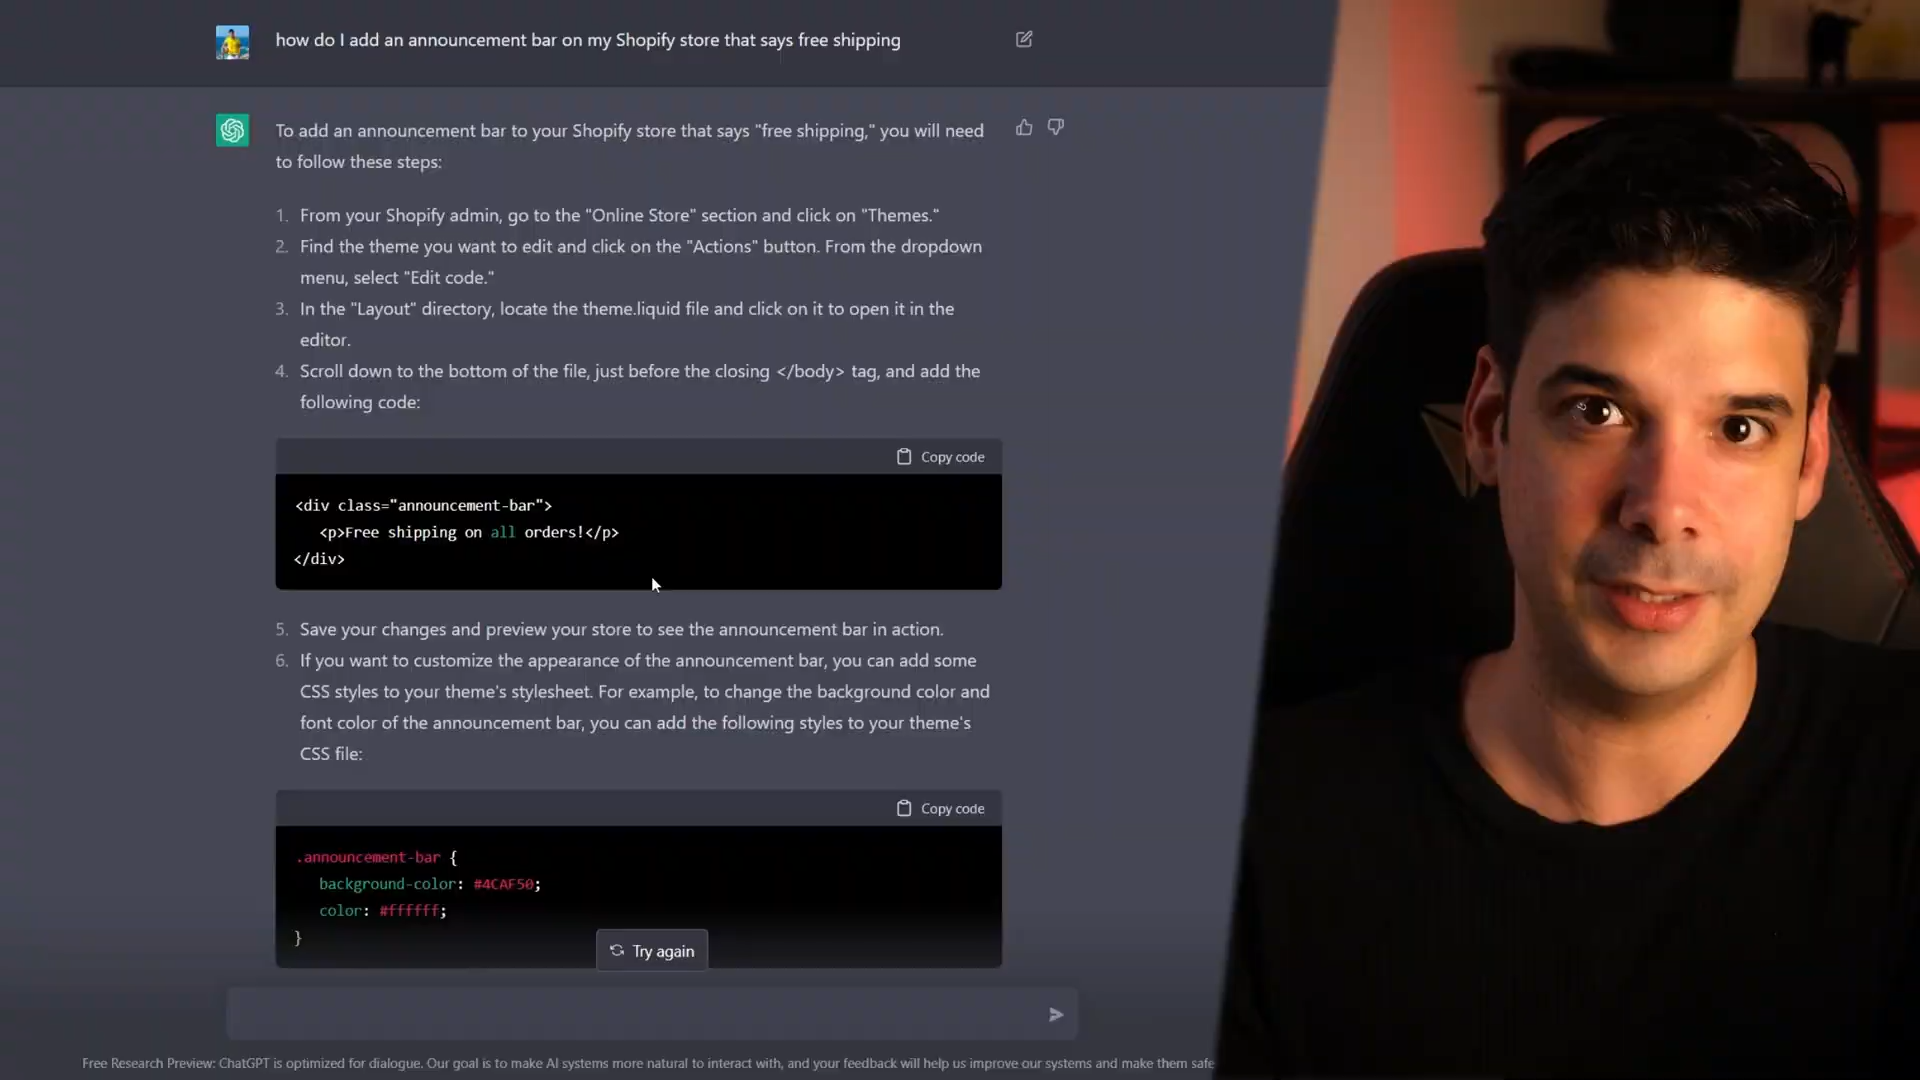 how do I add an announcement bar on my Shopify store that says free shipping
To add an announcement bar to your Shopify store that says "free shipping," you will need
to follow these steps:
1. From your Shopify admin, go to the "Online Store" section and click on "Themes."
2. Find the theme you want to edit and click on the "Actions" button. From the dropdown
menu, select "Edit code."
3. In the "Layout" directory, locate the theme.liquid file and click on it to open it in the
editor.
4. Scroll down to the bottom of the file, just before the closing </body> tag, and add the
following code:
Copy code
<div class="announcement-bar">
<p>Free shipping on all orders!</p>
</div>
5. Save your changes and preview your store to see the announcement bar in action.
6. If you want to customize the appearance of the announcement bar, you can add some
CSS styles to your theme's stylesheet. For example, to change the background color and
font color of the announcement bar, you can add the following styles to your theme's
CSS file:
Copy code
.announcement-bar {
background-color: #4CAF50;
color: #ffffff;
}
Try again
Free Research Preview: ChatGPT is optimized for dialogue. Our goal is to make AI systems more natural to interact with, and your feedback will help us improve our systems and make them safe